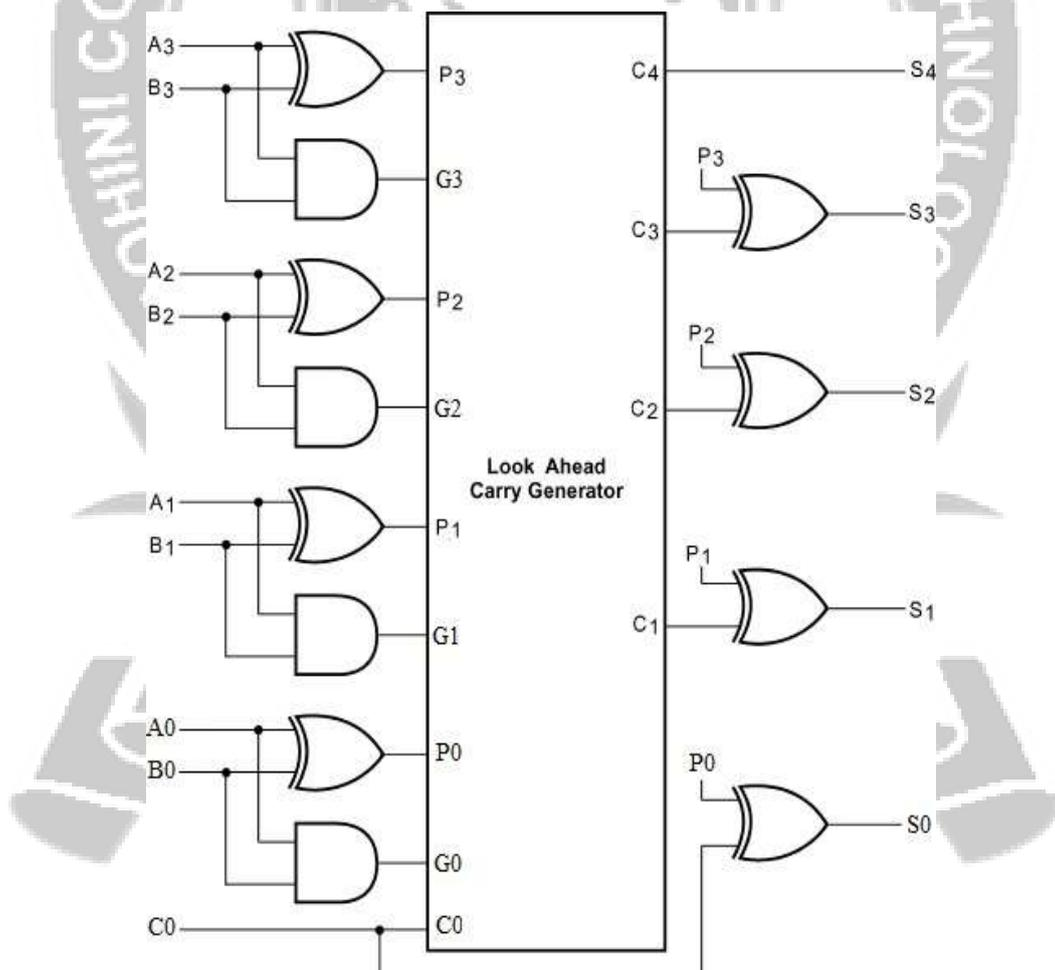 A3
B3
P3
G3
A2
B2
P2
G2
A1
B1
P1
G1
A0
B0
P0
G0
C0
C0
Look Ahead
Carry Generator
C4
S4
P3
C3
S3
P2
C2
S2
P1
C1
S1
P0
S0